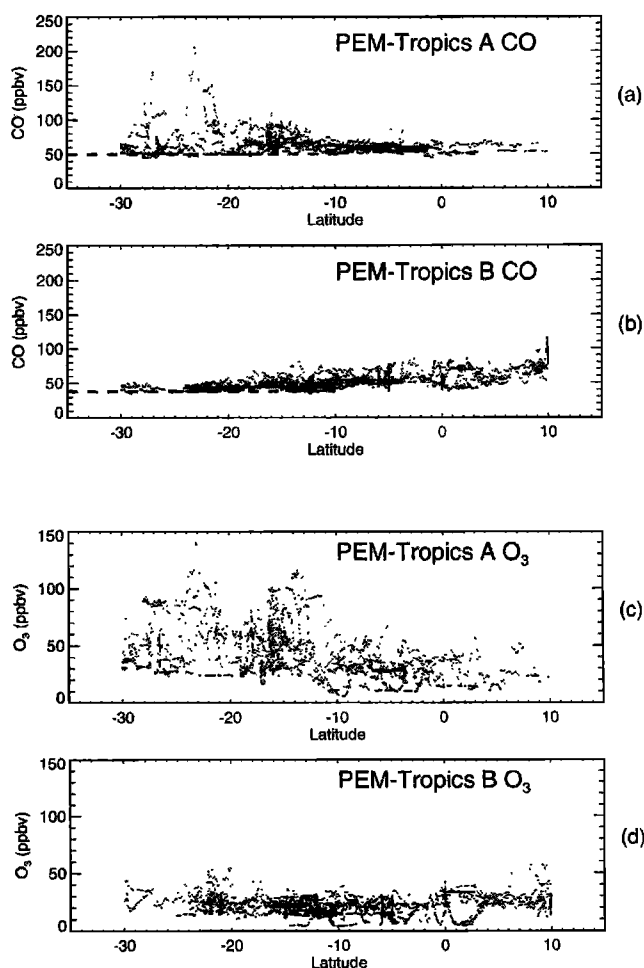 PEM-Tropics A CO
(a)
CO (ppbv)
250
200
150
100
50
0
-30 -20 -10 0 10
Latitude
PEM-Tropics B CO
(b)
CO (ppbv)
250
200
150
100
50
0
-30 -20 -10 0 10
Latitude
PEM-Tropics A O₃
(c)
O₃ (ppbv)
150
100
50
0
-30 -20 -10 0 10
Latitude
PEM-Tropics B O₃
(d)
O₃ (ppbv)
150
100
50
0
-30 -20 -10 0 10
Latitude